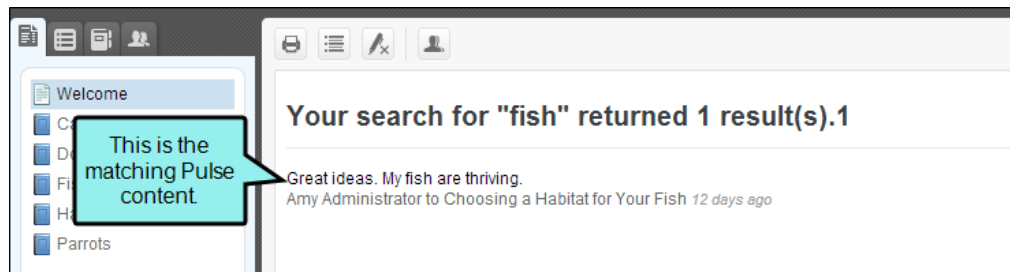 Welcome
Your search for "fish" returned 1 result(s).1
This is the
matching Pulse
content.
Great ideas. My fish are thriving.
Amy Administrator to Choosing a Habitat for Your Fish 12 days ago
Parrots